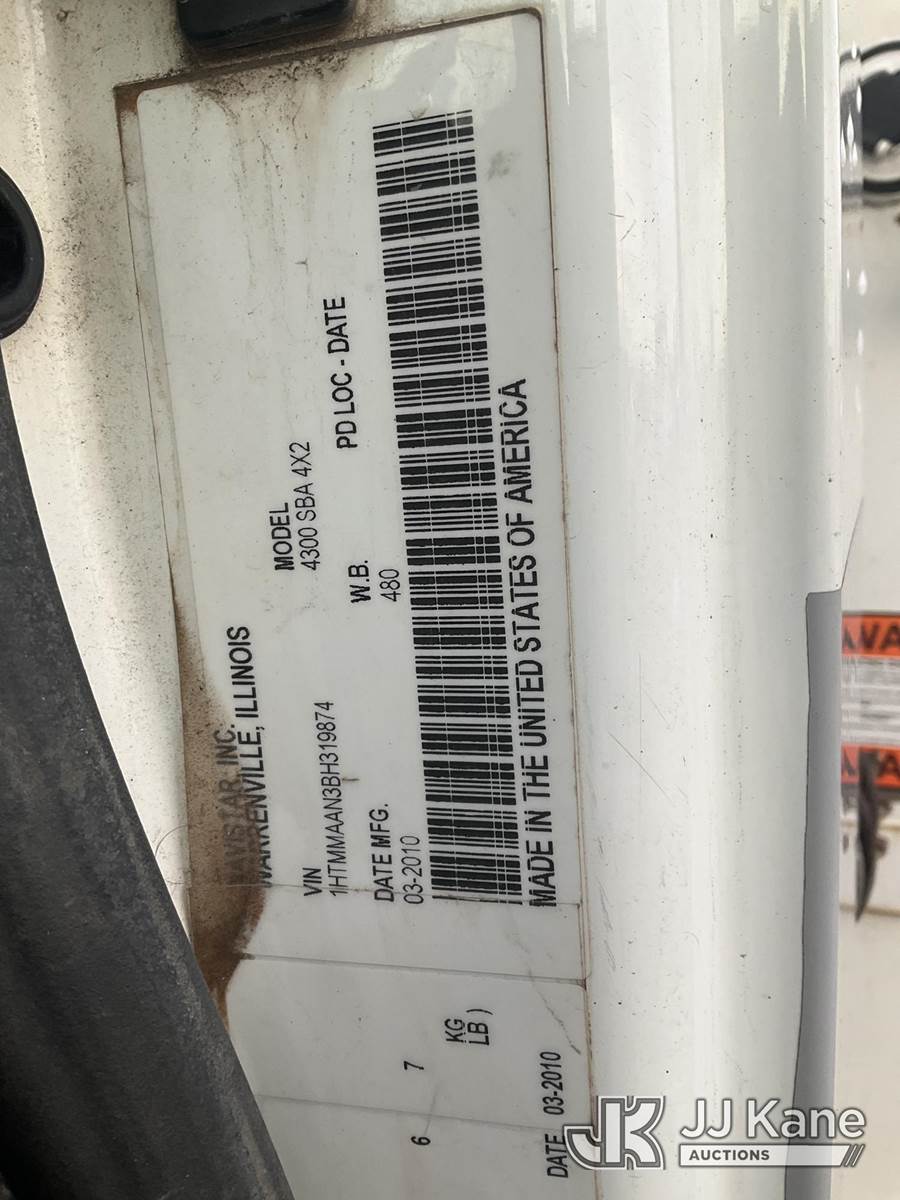 INC.
WARRENVILLE, ILLINOIS
VIN
1HTMMAAN3BH319874
MODEL
4300 SBA 4X2
DATE MFG.
03-2010
W.B.
480
PD LOC - DATE
MADE IN THE UNITED STATES OF AMERICA
6
7
KG
LB )
DATE 03-2010
JK
JJ Kane
AUCTIONS